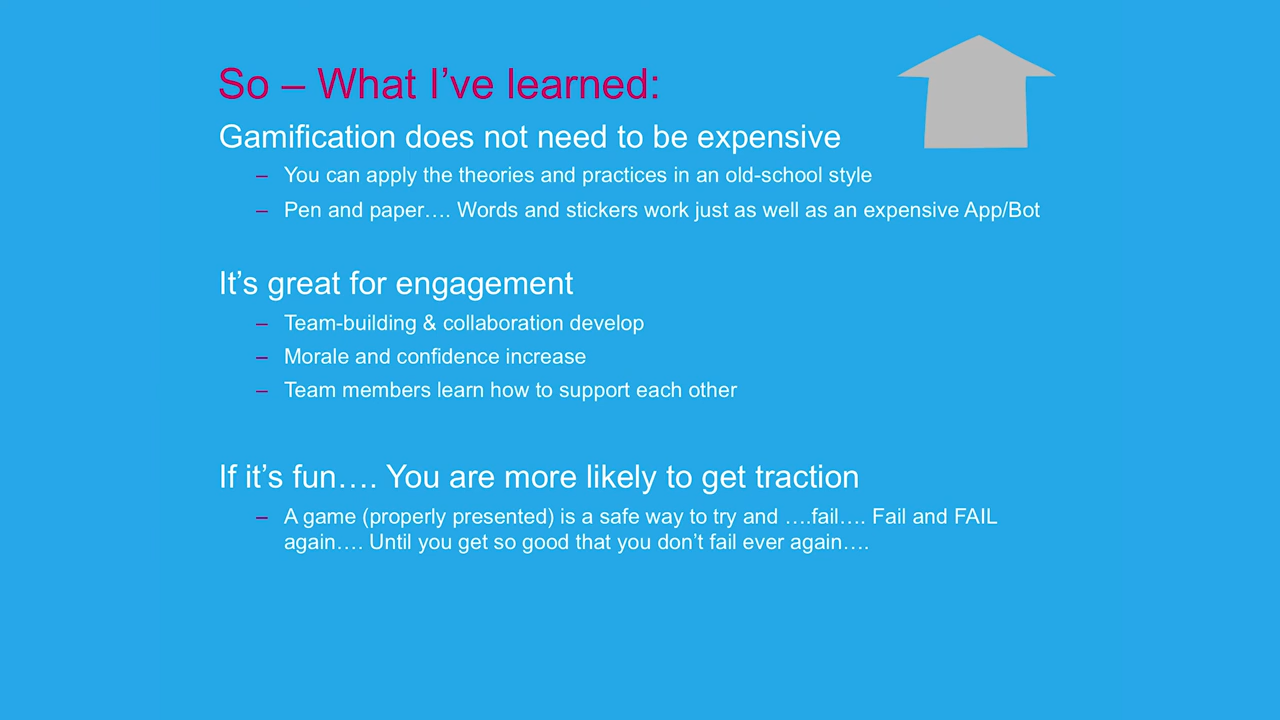 So – What I’ve learned:
Gamification does not need to be expensive
– You can apply the theories and practices in an old-school style
– Pen and paper…. Words and stickers work just as well as an expensive App/Bot
It’s great for engagement
– Team-building & collaboration develop
– Morale and confidence increase
– Team members learn how to support each other
If it’s fun…. You are more likely to get traction
– A game (properly presented) is a safe way to try and ….fail…. Fail and FAIL
again…. Until you get so good that you don’t fail ever again….